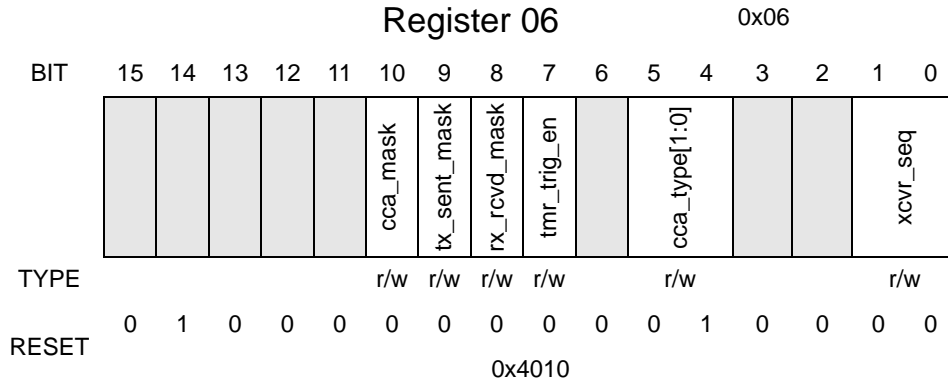 Register 06 0x06
BIT 15 14 13 12 11 10 9 8 7 6 5 4 3 2 1 0
cca_mask
tx_sent_mask
rx_rcvd_mask
tmr_trig_en
cca_type[1:0]
xcvr_seq
TYPE r/w r/w r/w r/w r/w r/w
0 1 0 0 0 0 0 0 0 0 0 1 0 0 0 0
RESET
0x4010